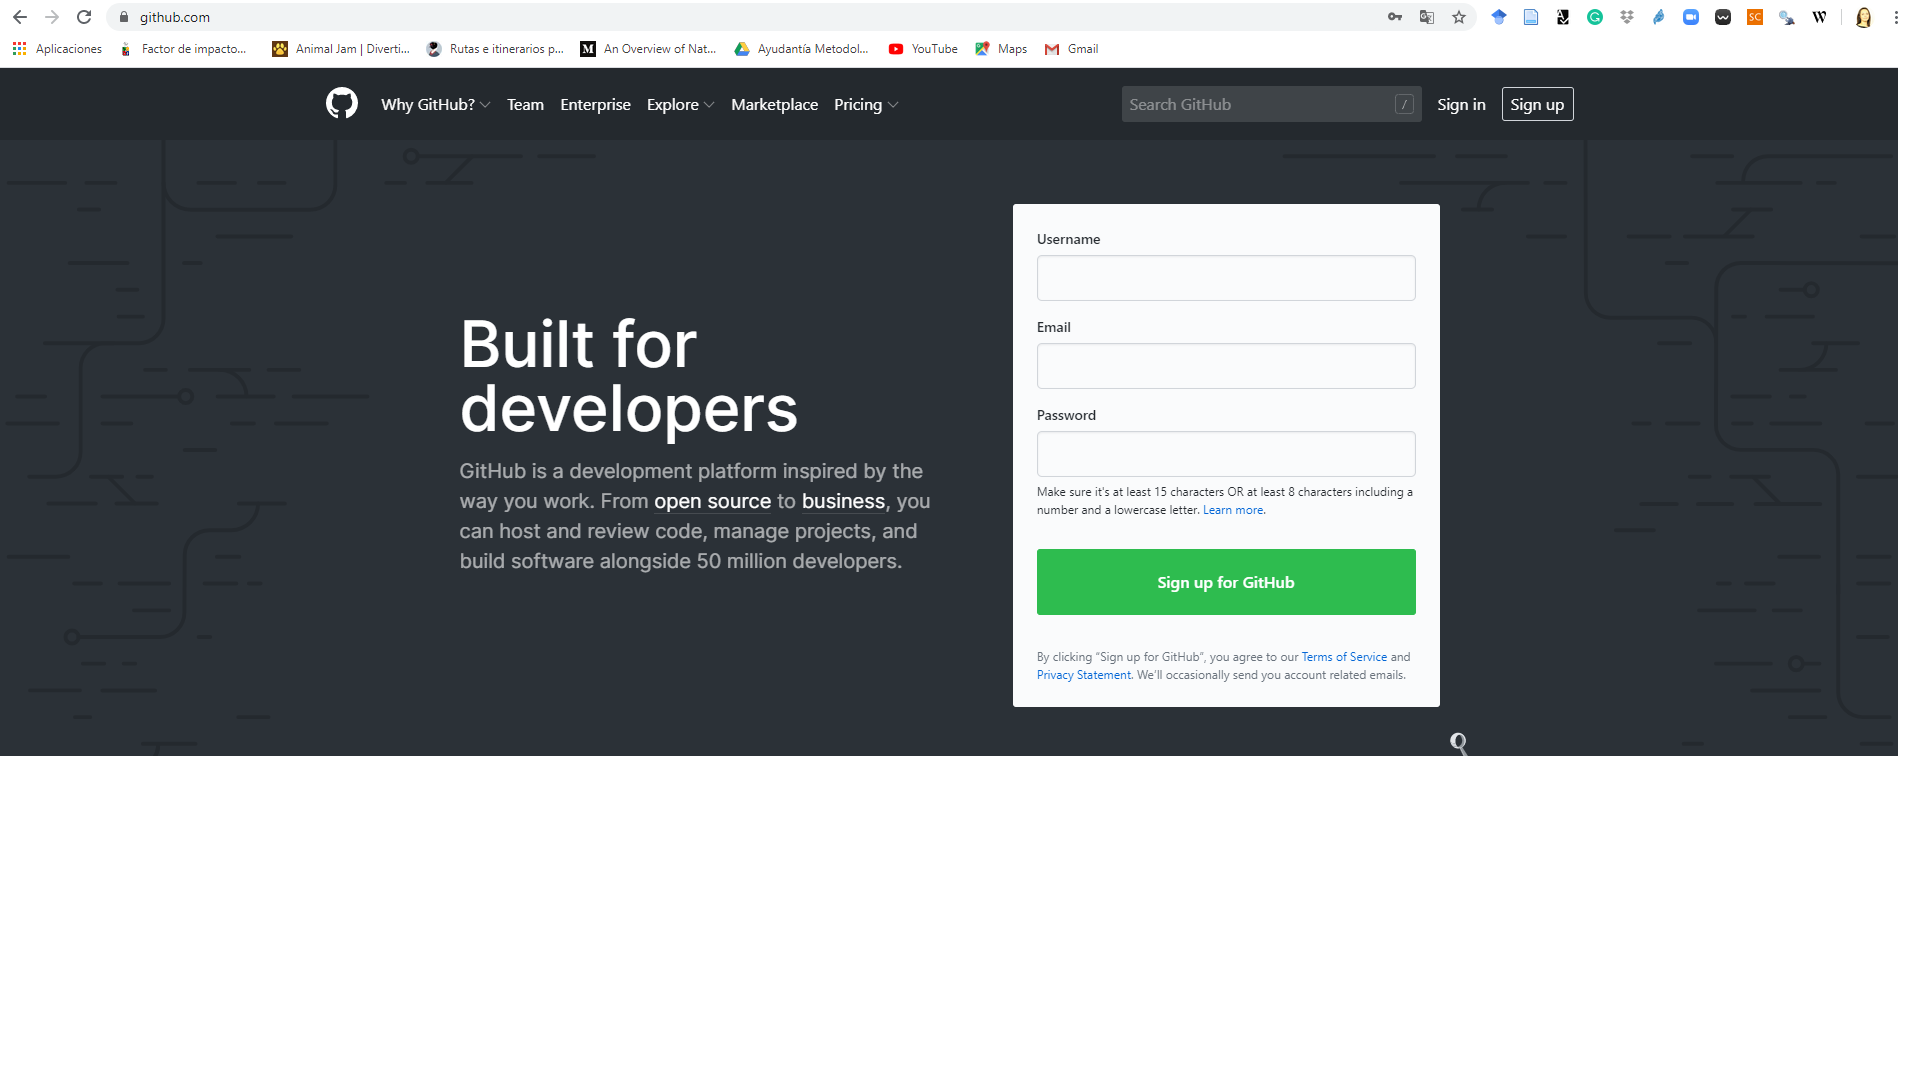 github.com
Aplicaciones Factor de impacto... Animal Jam | Diverti... Rutas e itinerarios p... An Overview of Nat... Ayudantía Metodol... YouTube Maps Gmail
Why GitHub? Team Enterprise Explore Marketplace Pricing Search GitHub / Sign in Sign up
Built for
developers
GitHub is a development platform inspired by the
way you work. From open source to business, you
can host and review code, manage projects, and
build software alongside 50 million developers.
Username
Email
Password
Make sure it's at least 15 characters OR at least 8 characters including a
number and a lowercase letter. Learn more.
Sign up for GitHub
By clicking “Sign up for GitHub”, you agree to our Terms of Service and
Privacy Statement. We’ll occasionally send you account related emails.